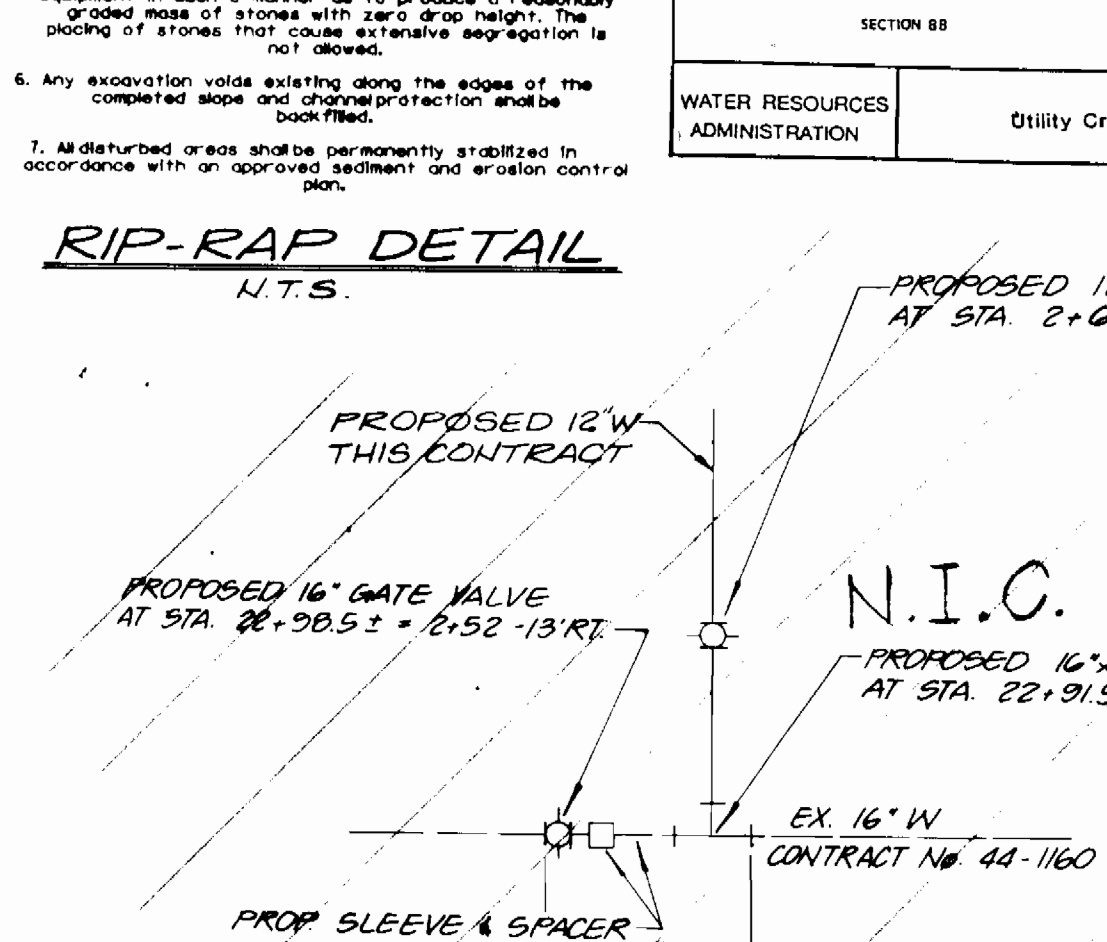 graded mass of stones with zero drop height. The
placing of stones that cause extensive segregation is
not allowed.
6. Any excavation voids existing along the edges of the
completed slope and channel protection shall be
backfilled.
7. All disturbed areas shall be permanently stabilized in
accordance with an approved sediment and erosion control
plan.
SECTION BB
WATER RESOURCES
ADMINISTRATION
Utility Cr
RIP-RAP DETAIL
N.T.S.
PROPOSED 1
AT STA. 2+6
PROPOSED 12"W
THIS CONTRACT
PROPOSED 16" GATE VALVE
AT STA. 22+98.5 ± = 2+52 -13'RT.
N.I.C.
PROPOSED 16"x
AT STA. 22+91.5
EX. 16" W
CONTRACT No. 44-1160
PROP. SLEEVE & SPACER